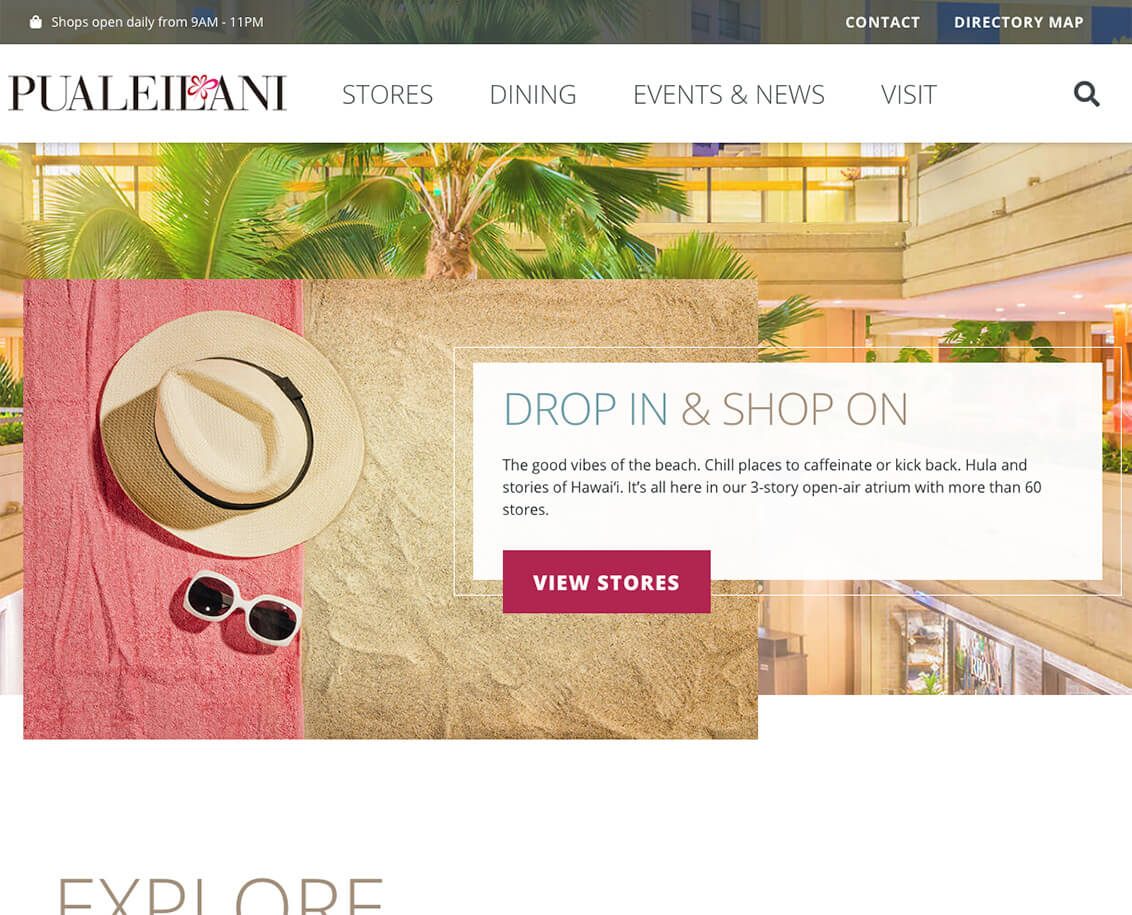 Shops open daily from 9AM - 11PM
CONTACT
DIRECTORY MAP
PUALEILANI
STORES
DINING
EVENTS & NEWS
VISIT
DROP IN & SHOP ON
The good vibes of the beach. Chill places to caffeinate or kick back. Hula and
stories of Hawai‘i. It’s all here in our 3-story open-air atrium with more than 60
stores.
VIEW STORES
EXPLORE